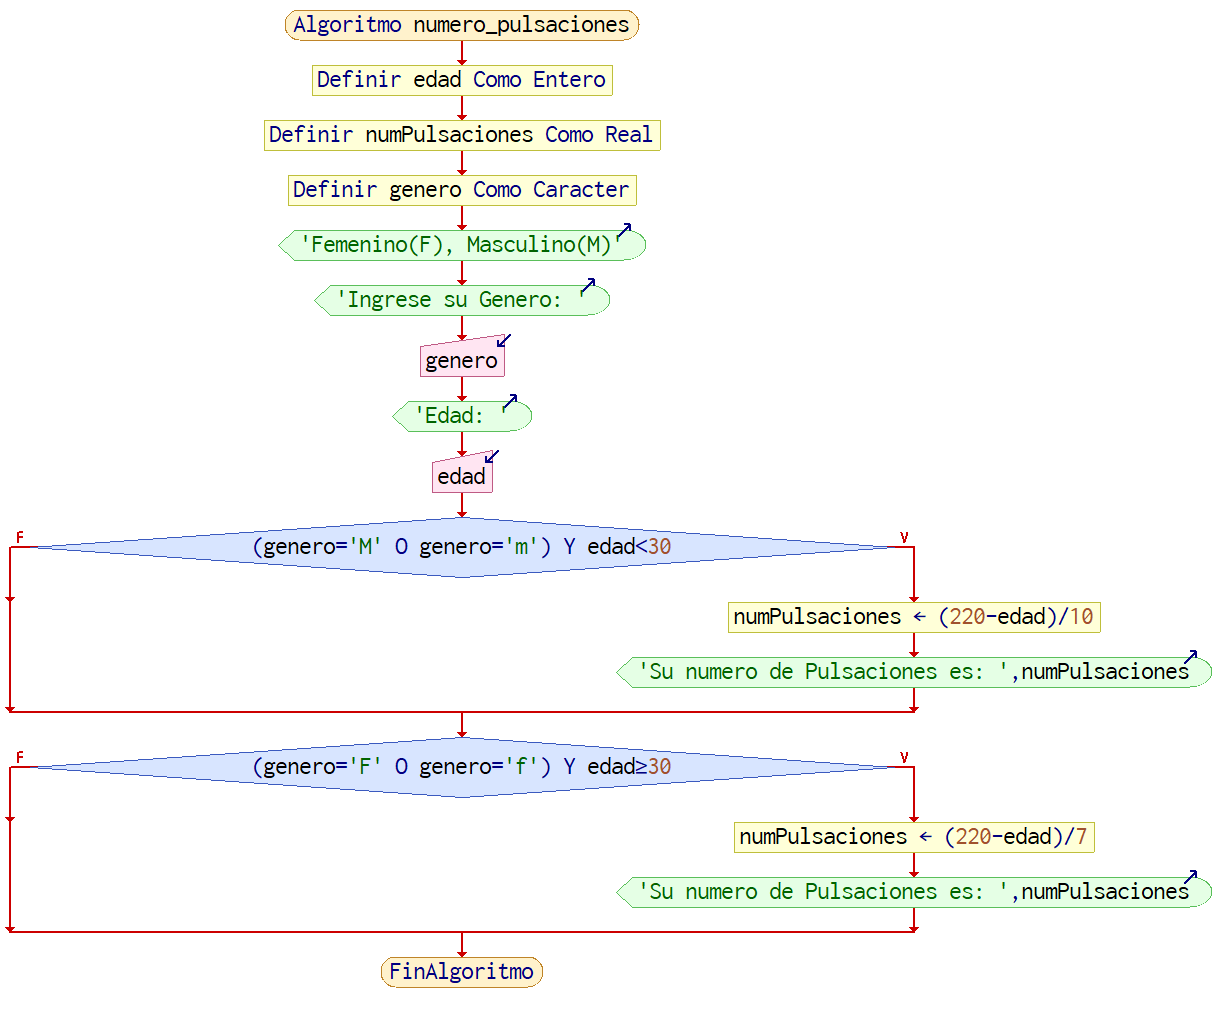 Algoritmo numero_pulsaciones
Definir edad Como Entero
Definir numPulsaciones Como Real
Definir genero Como Caracter
'Femenino(F), Masculino(M)'
'Ingrese su Genero: '
genero
'Edad: '
edad
F
(genero='M' O genero='m') Y edad<30
V
numPulsaciones ← (220-edad)/10
'Su numero de Pulsaciones es: ',numPulsaciones
F
(genero='F' O genero='f') Y edad≥30
V
numPulsaciones ← (220-edad)/7
'Su numero de Pulsaciones es: ',numPulsaciones
FinAlgoritmo